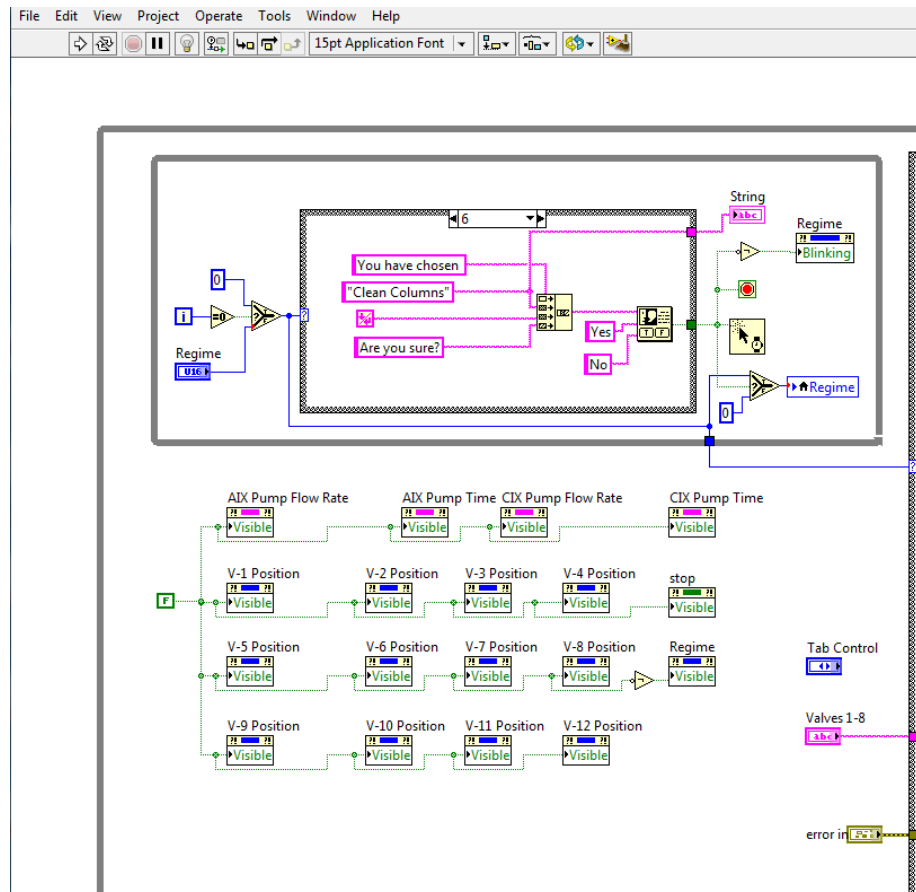 File Edit View Project Operate Tools Window Help
15pt Application Font
6
String
abc
Regime
Blinking
You have chosen
"Clean Columns"
Are you sure?
Yes
No
T F
0
i
=0
?
Regime
U16
?
0
Regime
?
AIX Pump Flow Rate AIX Pump Time CIX Pump Flow Rate CIX Pump Time
Visible Visible Visible Visible
V-1 Position V-2 Position V-3 Position V-4 Position stop
Visible Visible Visible Visible Visible
F
V-5 Position V-6 Position V-7 Position V-8 Position Regime
Visible Visible Visible Visible Visible
V-9 Position V-10 Position V-11 Position V-12 Position
Visible Visible Visible Visible
Tab Control
Valves 1-8
abc
error in